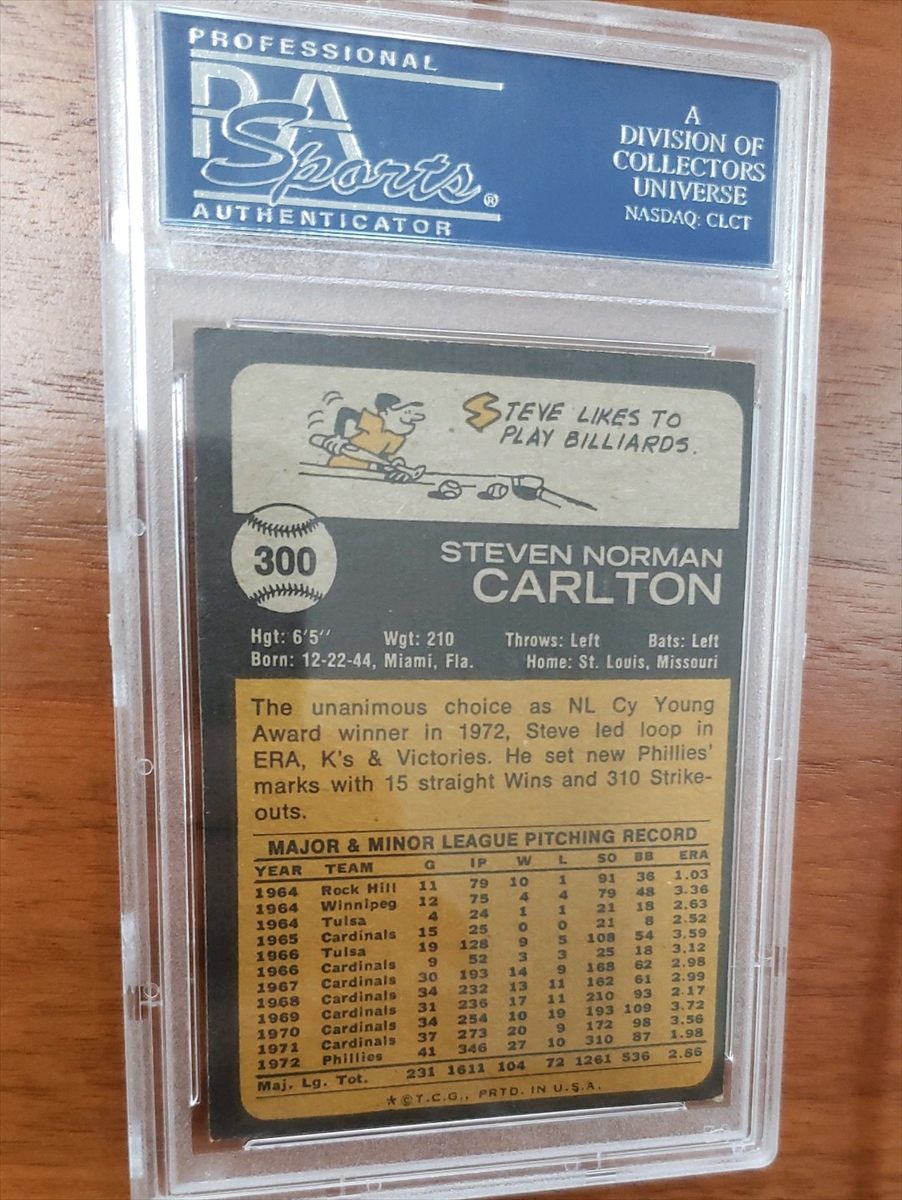 PROFESSIONAL
PSA
Sports®
AUTHENTICATOR
A
DIVISION OF
COLLECTORS
UNIVERSE
NASDAQ: CLCT
STEVE LIKES TO
PLAY BILLIARDS.
300
STEVEN NORMAN
CARLTON
Hgt: 6'5'' Wgt: 210 Throws: Left Bats: Left
Born: 12-22-44, Miami, Fla. Home: St. Louis, Missouri
The unanimous choice as NL Cy Young
Award winner in 1972, Steve led loop in
ERA, K's & Victories. He set new Phillies'
marks with 15 straight Wins and 310 Strike-
outs.
MAJOR & MINOR LEAGUE PITCHING RECORD
YEAR TEAM G IP W L SO BB ERA
1964 Rock Hill 11 79 10 1 91 36 1.03
1964 Winnipeg 12 75 4 4 79 48 3.36
1964 Tulsa 4 24 1 1 21 18 2.63
1965 Cardinals 15 25 0 0 21 8 2.52
1966 Tulsa 19 128 9 5 108 54 3.59
1966 Cardinals 9 52 3 3 25 18 3.12
1967 Cardinals 30 193 14 9 168 62 2.98
1968 Cardinals 34 232 13 11 162 61 2.99
1969 Cardinals 31 236 17 11 210 93 2.17
1970 Cardinals 34 254 10 19 193 109 3.72
1971 Cardinals 37 273 20 9 172 98 3.56
1972 Phillies 41 346 27 10 310 87 1.98
Maj. Lg. Tot. 231 1611 104 72 1261 536 2.86
*©T.C.G., PRTD. IN U.S.A.